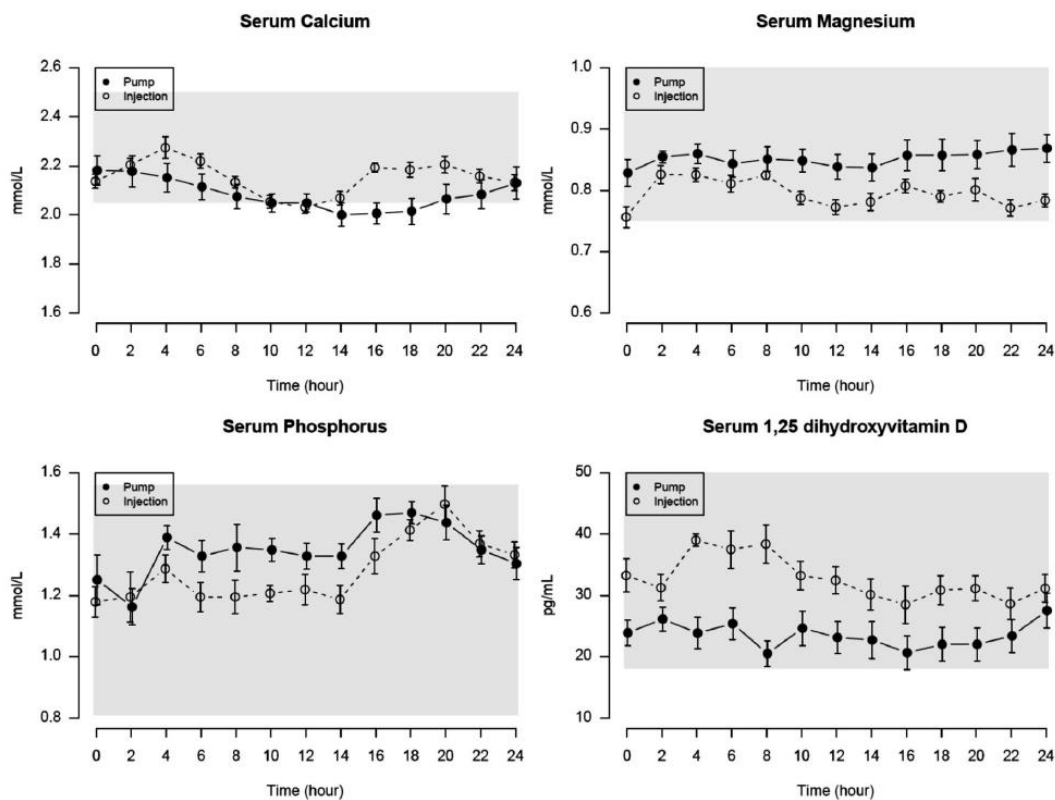 Serum Calcium
2.6
2.4
2.2
2.0
1.8
1.6
mmol/L
Pump
Injection
0 2 4 6 8 10 12 14 16 18 20 22 24
Time (hour)
Serum Magnesium
1.0
0.9
0.8
0.7
0.6
mmol/L
Pump
Injection
0 2 4 6 8 10 12 14 16 18 20 22 24
Time (hour)
Serum Phosphorus
1.6
1.4
1.2
1.0
0.8
mmol/L
Pump
Injection
0 2 4 6 8 10 12 14 16 18 20 22 24
Time (hour)
Serum 1,25 dihydroxyvitamin D
50
40
30
20
10
pg/mL
Pump
Injection
0 2 4 6 8 10 12 14 16 18 20 22 24
Time (hour)